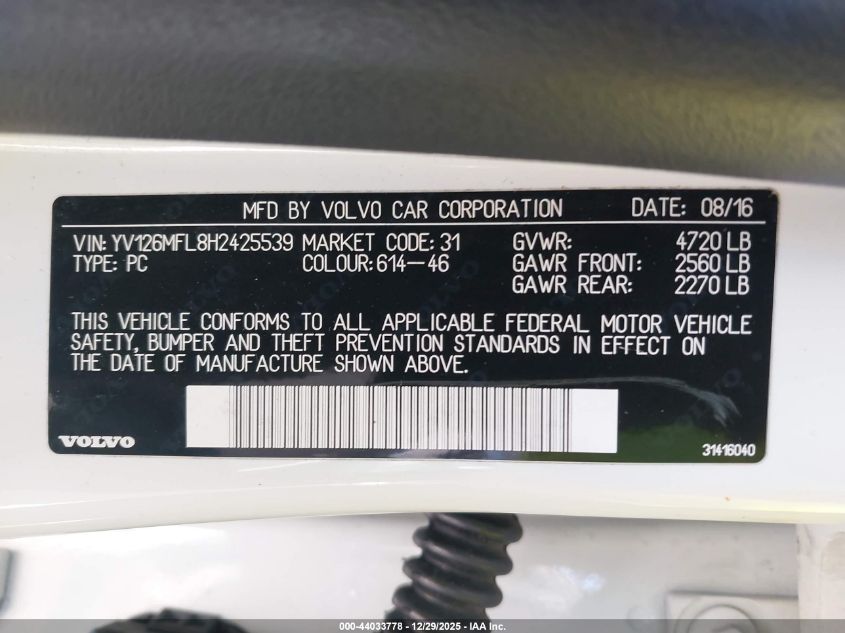 MFD BY VOLVO CAR CORPORATION DATE: 08/16
VIN: YV126MFL8H2425539 MARKET CODE: 31 GVWR: 4720 LB
TYPE: PC COLOUR: 614-46 GAWR FRONT: 2560 LB
GAWR REAR: 2270 LB
THIS VEHICLE CONFORMS TO ALL APPLICABLE FEDERAL MOTOR VEHICLE
SAFETY, BUMPER AND THEFT PREVENTION STANDARDS IN EFFECT ON
THE DATE OF MANUFACTURE SHOWN ABOVE.
VOLVO
31416040
000-44033778 - 12/29/2025 - IAA Inc.